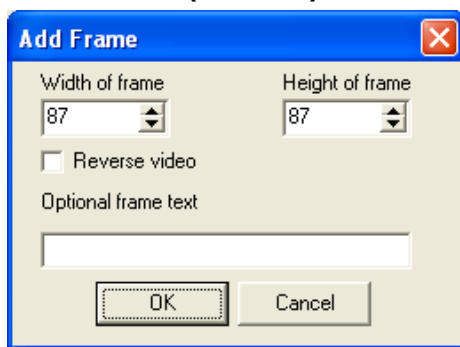 Add Frame
Width of frame Height of frame
87 87
Reverse video
Optional frame text
OK Cancel